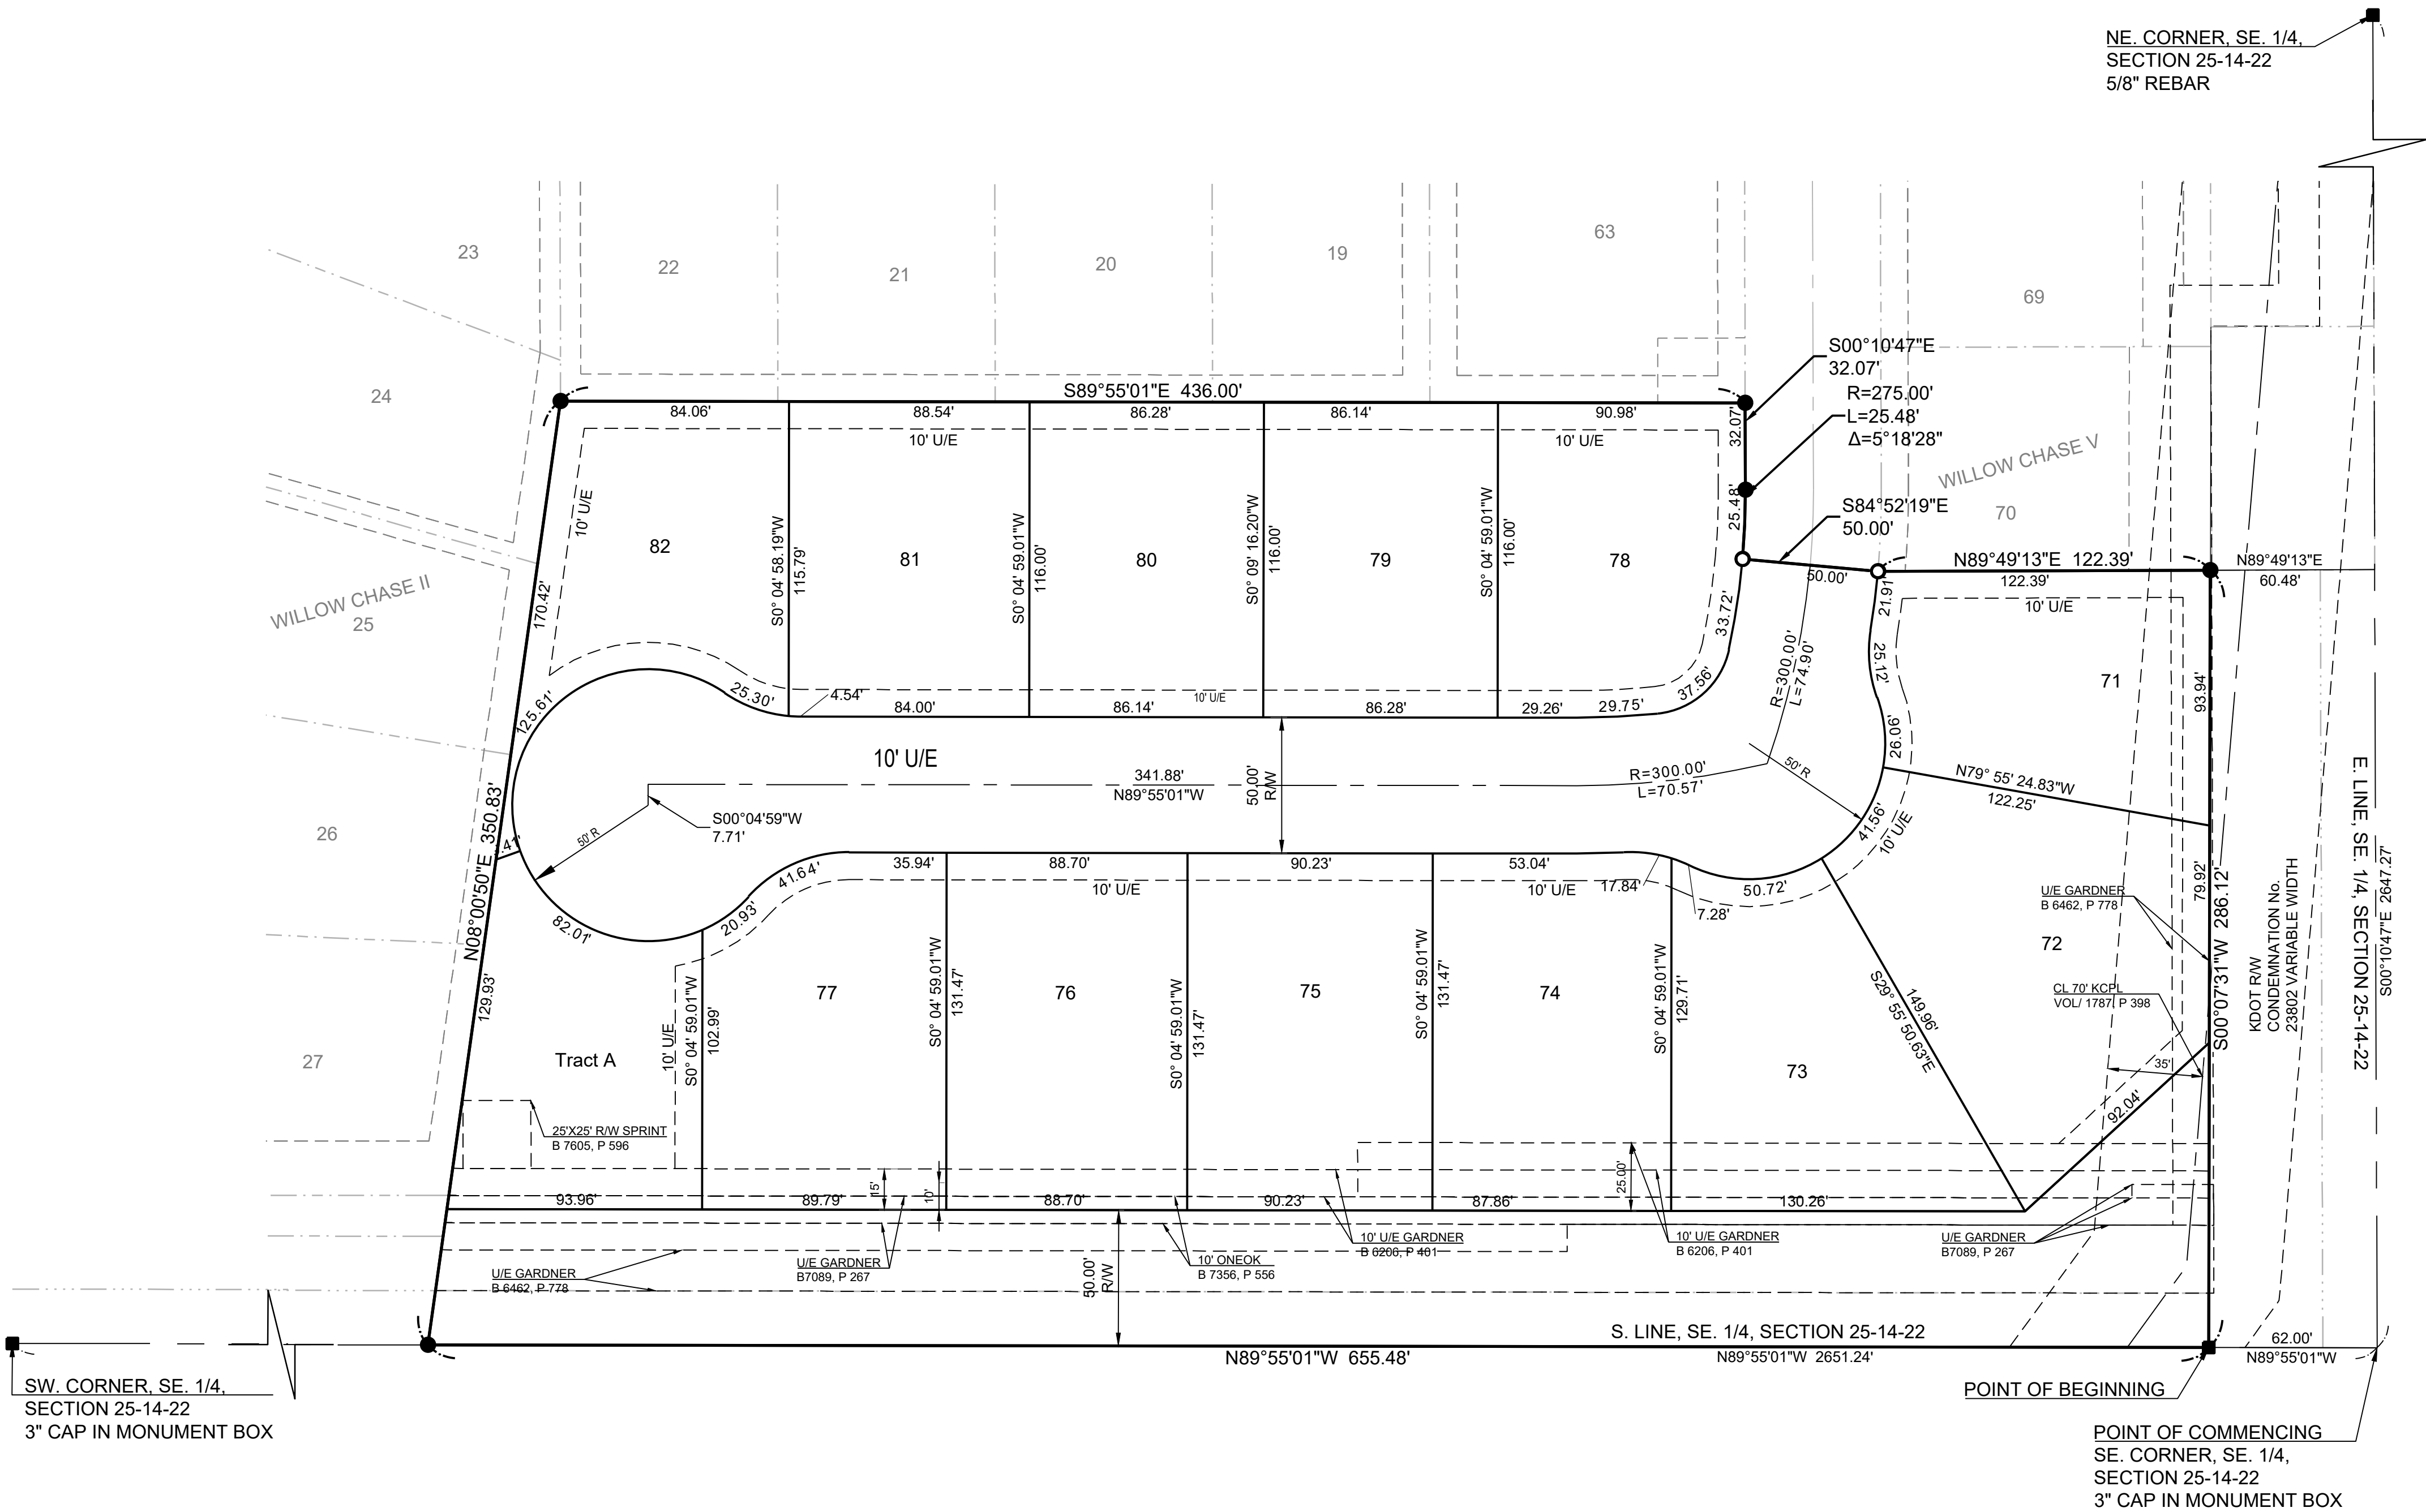 NE. CORNER, SE. 1/4,
SECTION 25-14-22
5/8" REBAR
23
22
21
20
19
63
69
24
S89°55'01"E 436.00'
84.06'
88.54'
86.28'
86.14'
90.98'
S00°10'47"E
32.07'
R=275.00'
L=25.48'
Δ=5°18'28"
32.07'
25.48'
10' U/E
10' U/E
10' U/E
WILLOW CHASE V
70
S84°52'19"E
50.00'
50.00'
N89°49'13"E 122.39'
122.39'
N89°49'13"E
60.48'
10' U/E
82
S0° 04' 58.19"W
115.79'
81
S0° 04' 59.01"W
116.00'
80
S0° 09' 16.20"W
116.00'
79
S0° 04' 59.01"W
116.00'
78
WILLOW CHASE II
25
170.42'
33.72'
21.91'
25.12'
71
93.94'
125.61'
25.30'
4.54'
84.00'
86.14'
10' U/E
86.28'
29.26'
29.75'
37.56'
R=300.00'
L=74.90'
26.06'
10' U/E
341.88'
N89°55'01"W
50.00'
R/W
R=300.00'
L=70.57'
50' R
N79° 55' 24.83"W
122.25'
S00°04'59"W
7.71'
50' R
26
N08°00'50"E 350.83'
82.01'
20.93'
41.64'
35.94'
88.70'
10' U/E
90.23'
53.04'
10' U/E
17.84'
7.28'
50.72'
41.56'
10' U/E
79.92'
E. LINE, SE. 1/4, SECTION 25-14-22
S00°10'47"E 2647.27'
U/E GARDNER
B 6462, P 778
KDOT R/W
CONDEMNATION No.
23802 VARIABLE WIDTH
S00°07'31"W 286.12'
72
CL 70' KCPL
VOL/ 1787, P 398
35'
129.93'
27
Tract A
10' U/E
S0° 04' 59.01"W
102.99'
77
S0° 04' 59.01"W
131.47'
76
S0° 04' 59.01"W
131.47'
75
S0° 04' 59.01"W
131.47'
74
S0° 04' 59.01"W
129.71'
73
149.96'
S29° 55' 50.63"E
92.04'
25'X25' R/W SPRINT
B 7605, P 596
15'
10'
25.00'
93.96'
89.79'
88.70'
90.23'
87.86'
130.26'
U/E GARDNER
B 6462, P 778
U/E GARDNER
B7089, P 267
10' ONEOK
B 7356, P 556
10' U/E GARDNER
B 6206, P 401
10' U/E GARDNER
B 6206, P 401
U/E GARDNER
B7089, P 267
50.00'
R/W
S. LINE, SE. 1/4, SECTION 25-14-22
N89°55'01"W 655.48'
N89°55'01"W 2651.24'
62.00'
N89°55'01"W
SW. CORNER, SE. 1/4,
SECTION 25-14-22
3" CAP IN MONUMENT BOX
POINT OF BEGINNING
POINT OF COMMENCING
SE. CORNER, SE. 1/4,
SECTION 25-14-22
3" CAP IN MONUMENT BOX